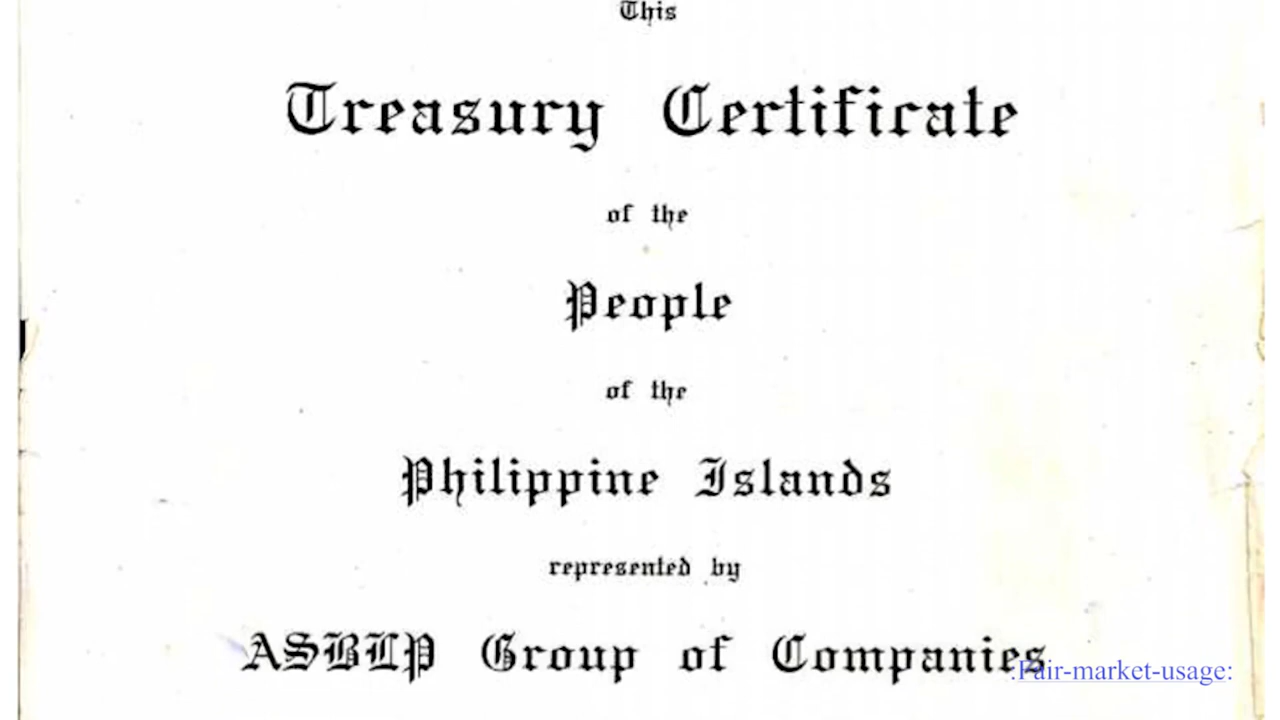 This
Treasury Certificate
of the
People
of the
Philippine Islands
represented by
ASBLP Group of Companies
:Fair-market-usage: